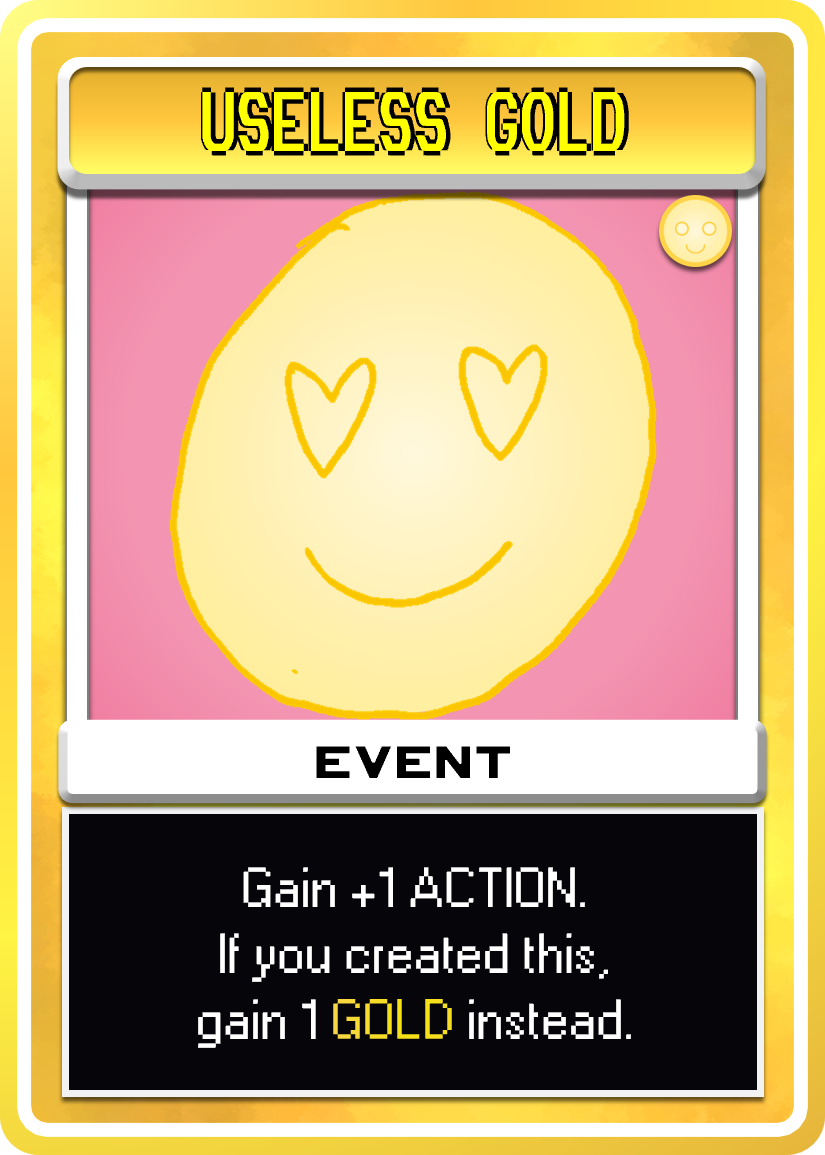 USELESS GOLD
EVENT
Gain +1 ACTION.
If you created this,
gain 1 GOLD instead.